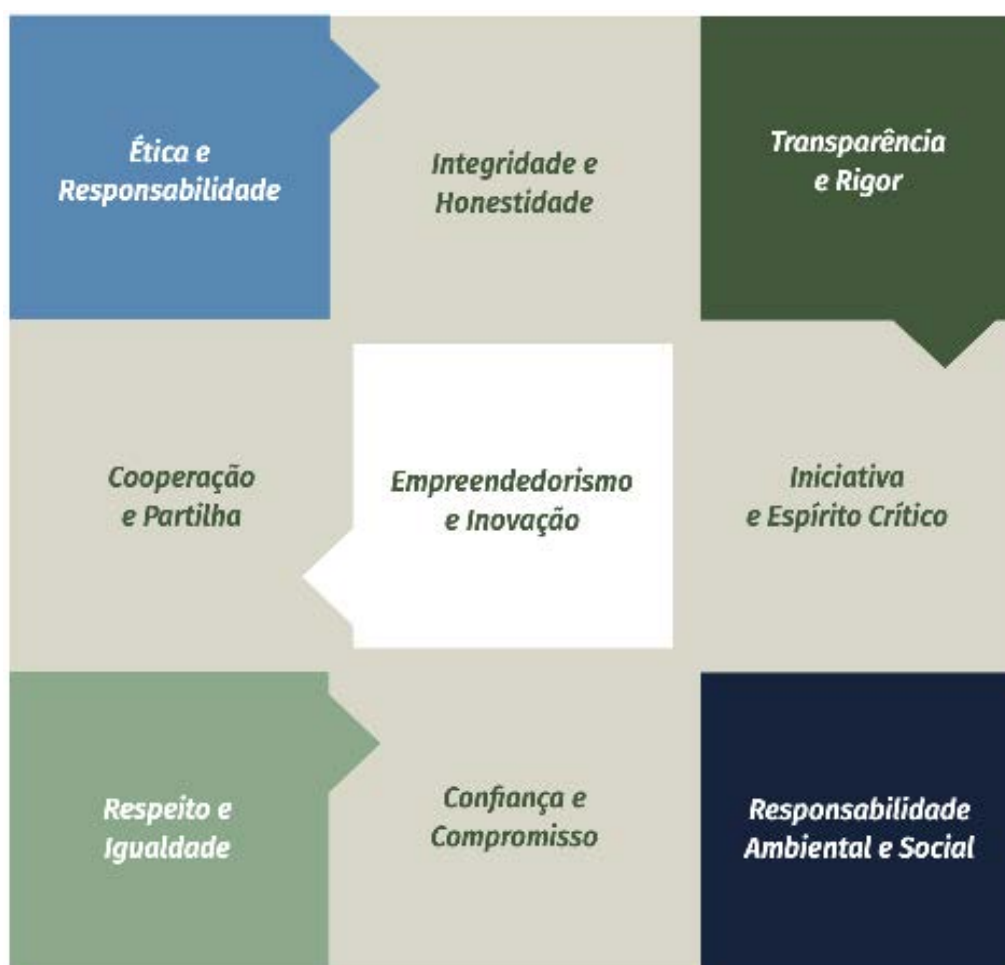 Ética e
Responsabilidade
Integridade e
Honestidade
Transparência
e Rigor
Cooperação
e Partilha
Empreendedorismo
e Inovação
Iniciativa
e Espírito Crítico
Respeito e
Igualdade
Confiança e
Compromisso
Responsabilidade
Ambiental e Social